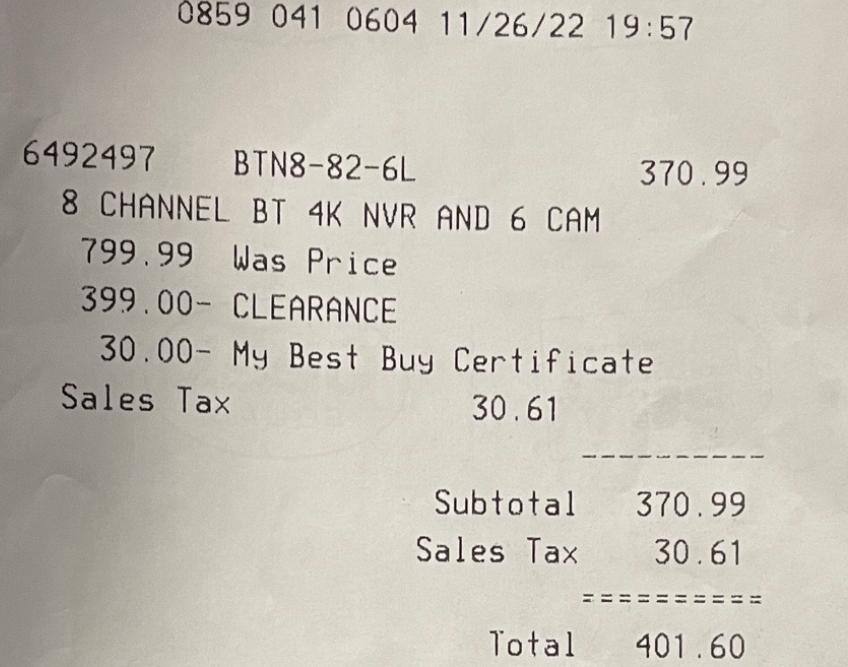 0859 041 0604 11/26/22 19:57
6492497 BTN8-82-6L 370.99
8 CHANNEL BT 4K NVR AND 6 CAM
799.99 Was Price
399.00- CLEARANCE
30.00- My Best Buy Certificate
Sales Tax 30.61
----------
Subtotal 370.99
Sales Tax 30.61
==========
Total 401.60